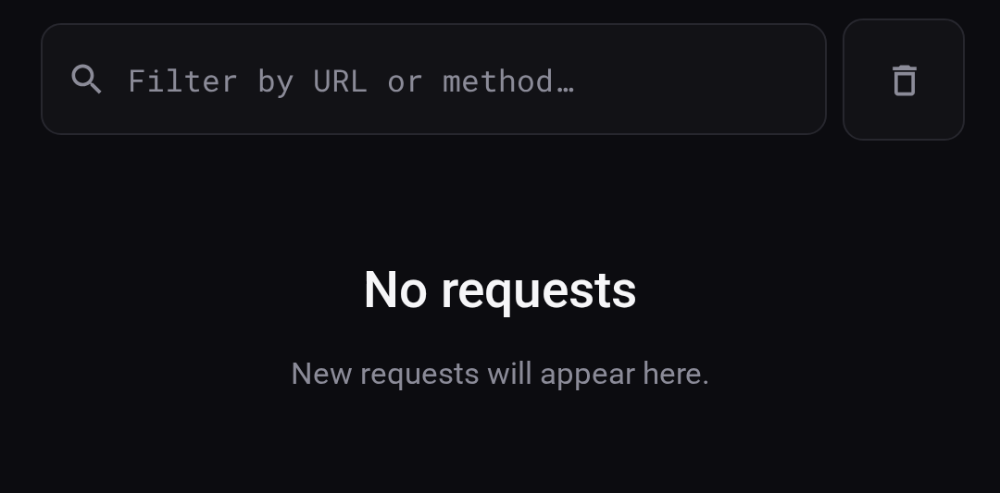 Filter by URL or method…
No requests
New requests will appear here.